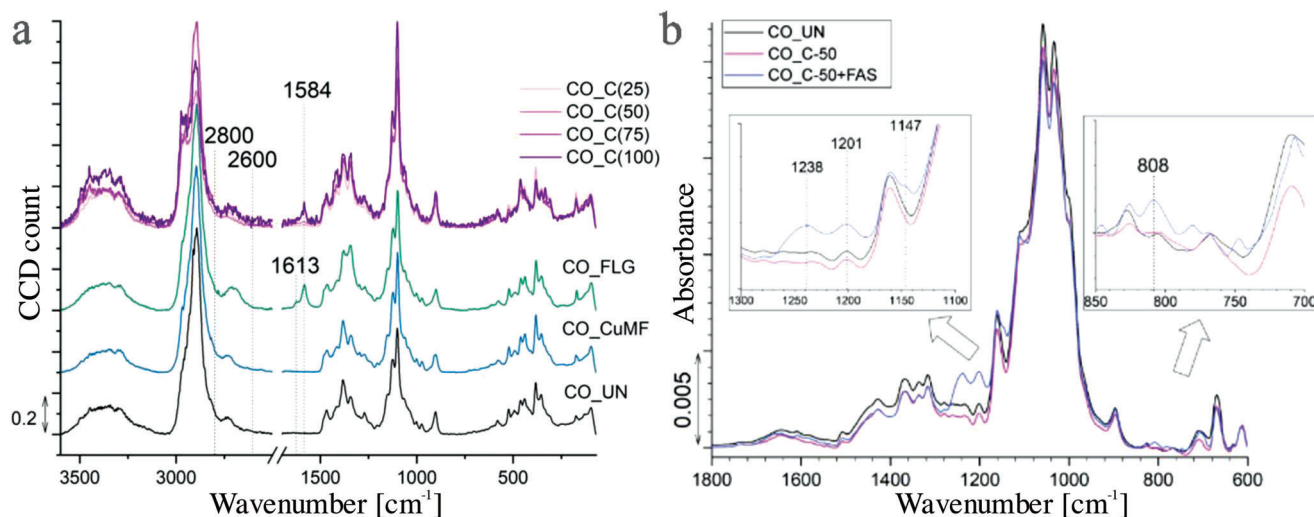 a
CCD count
0.2
1584
2800
2600
1613
CO_C(25)
CO_C(50)
CO_C(75)
CO_C(100)
CO_FLG
CO_CuMF
CO_UN
3500 3000 2500 1500 1000 500
Wavenumber [cm⁻¹]
b
Absorbance
0.005
CO_UN
CO_C-50
CO_C-50+FAS
1238 1201 1147
1300 1250 1200 1150 1100
808
850 800 750 700
1800 1600 1400 1200 1000 800 600
Wavenumber [cm⁻¹]